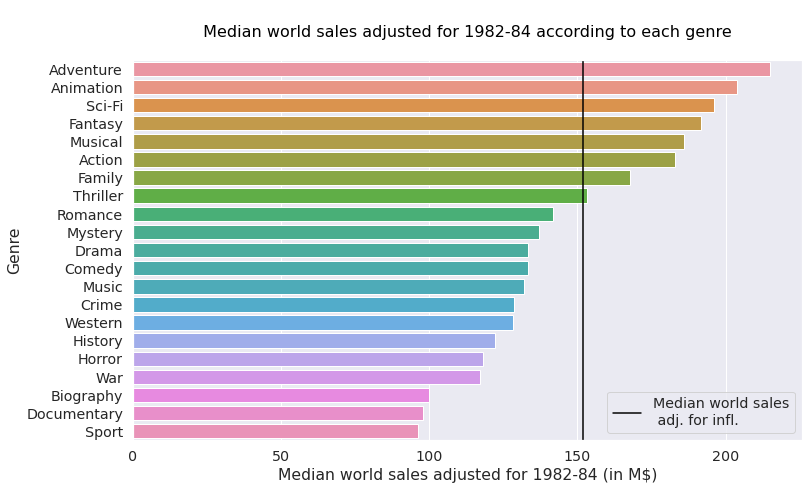 Median world sales adjusted for 1982-84 according to each genre
Genre
Adventure
Animation
Sci-Fi
Fantasy
Musical
Action
Family
Thriller
Romance
Mystery
Drama
Comedy
Music
Crime
Western
History
Horror
War
Biography
Documentary
Sport
Median world sales
adj. for infl.
0 50 100 150 200
Median world sales adjusted for 1982-84 (in M$)